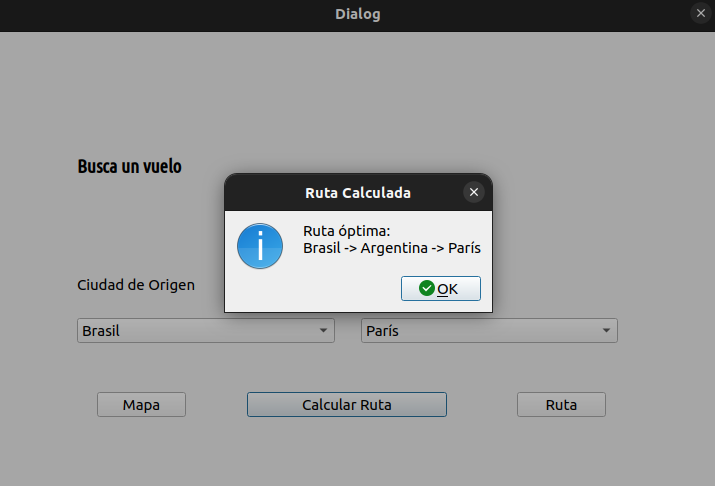 Dialog
Busca un vuelo
Ruta Calculada
Ruta óptima:
Brasil -> Argentina -> París
OK
Ciudad de Origen
Brasil
París
Mapa
Calcular Ruta
Ruta